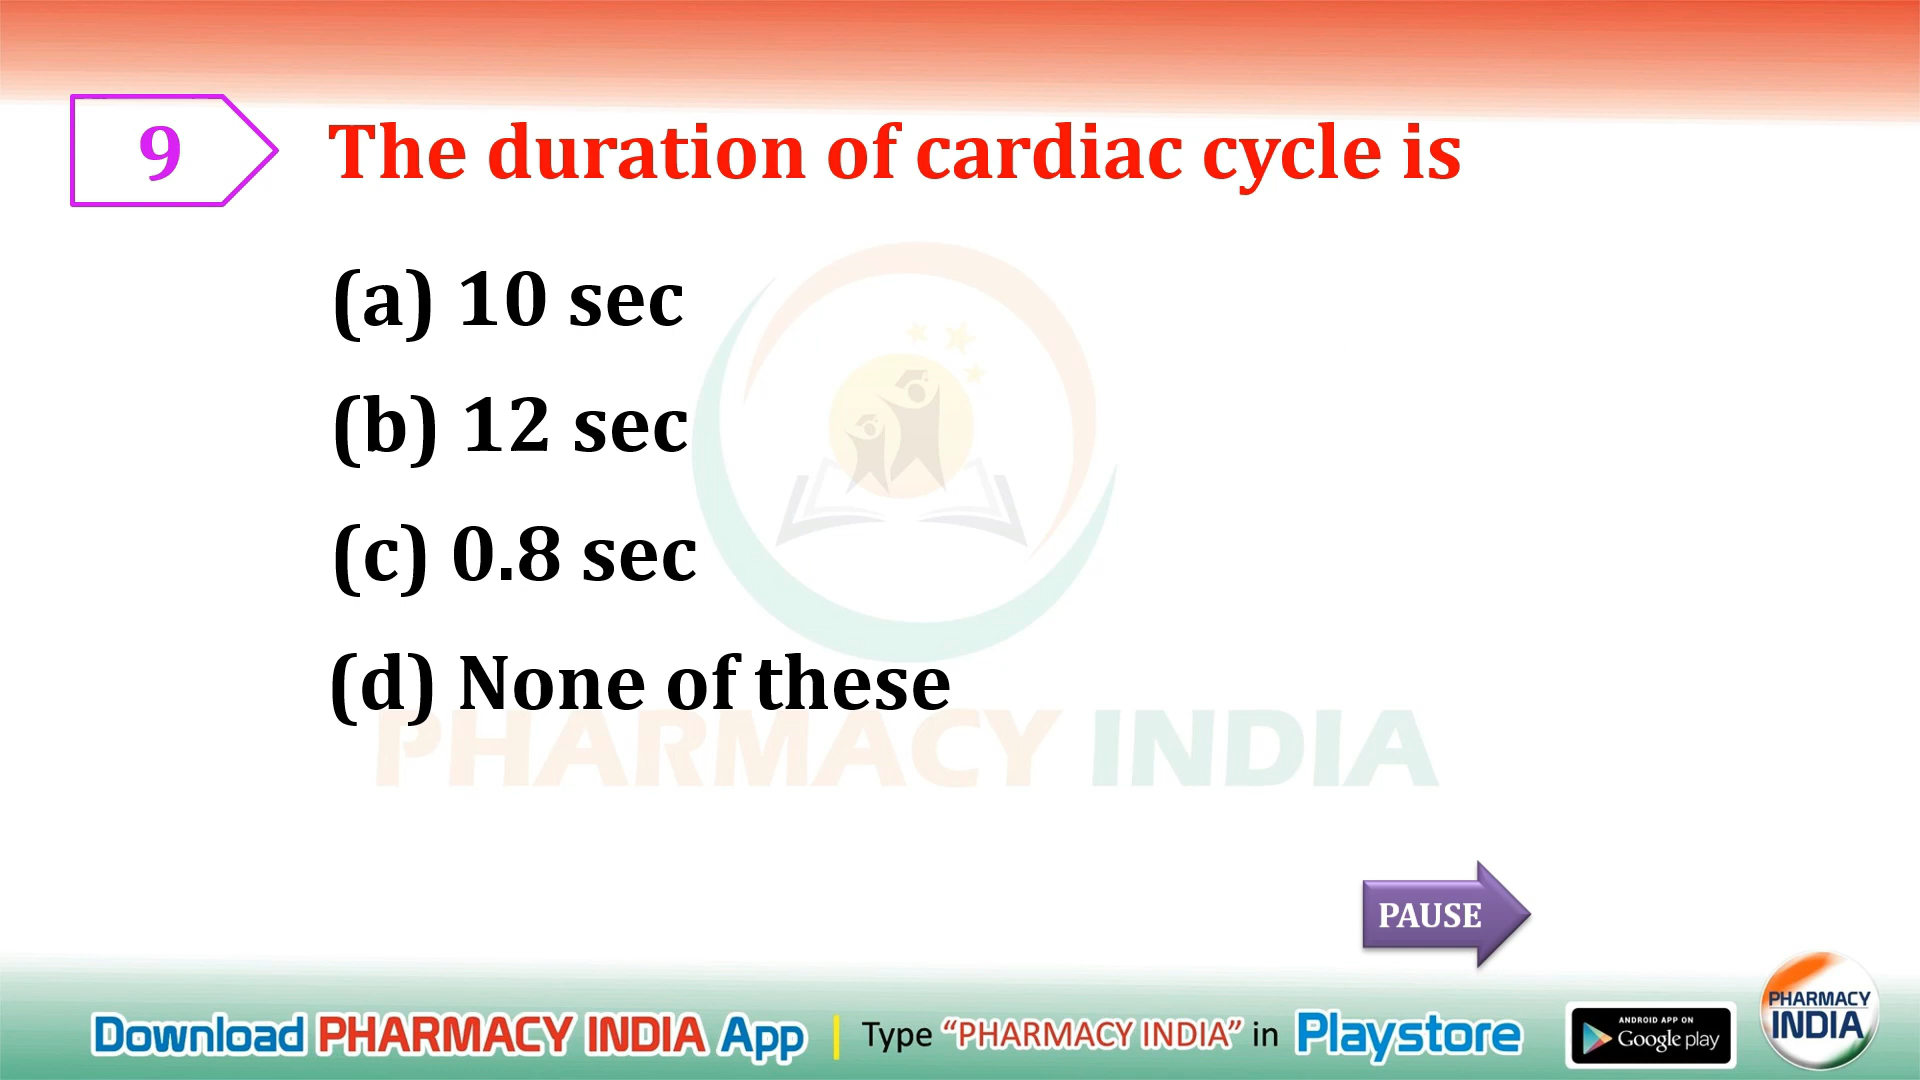 9
The duration of cardiac cycle is
(a) 10 sec
(b) 12 sec
(c) 0.8 sec
(d) None of these
PHARMACY INDIA
PAUSE
Download PHARMACY INDIA App | Type “PHARMACY INDIA” in Playstore
ANDROID APP ON
Google play
PHARMACY
INDIA